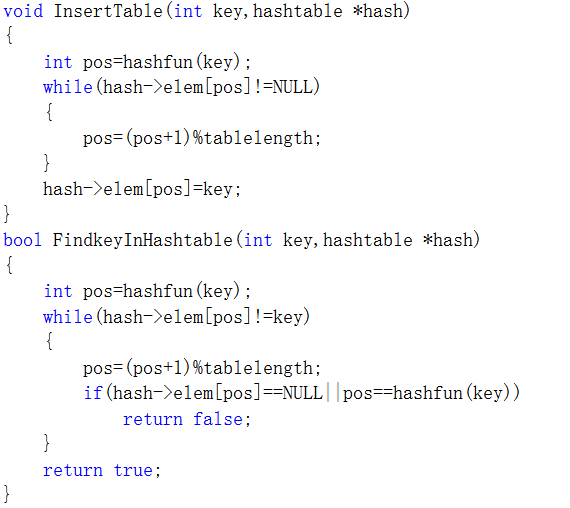 void InsertTable(int key,hashtable *hash)
{
    int pos=hashfun(key);
    while(hash->elem[pos]!=NULL)
    {
        pos=(pos+1)%tablelength;
    }
    hash->elem[pos]=key;
}
bool FindkeyInHashtable(int key,hashtable *hash)
{
    int pos=hashfun(key);
    while(hash->elem[pos]!=key)
    {
        pos=(pos+1)%tablelength;
        if(hash->elem[pos]==NULL||pos==hashfun(key))
            return false;
    }
    return true;
}